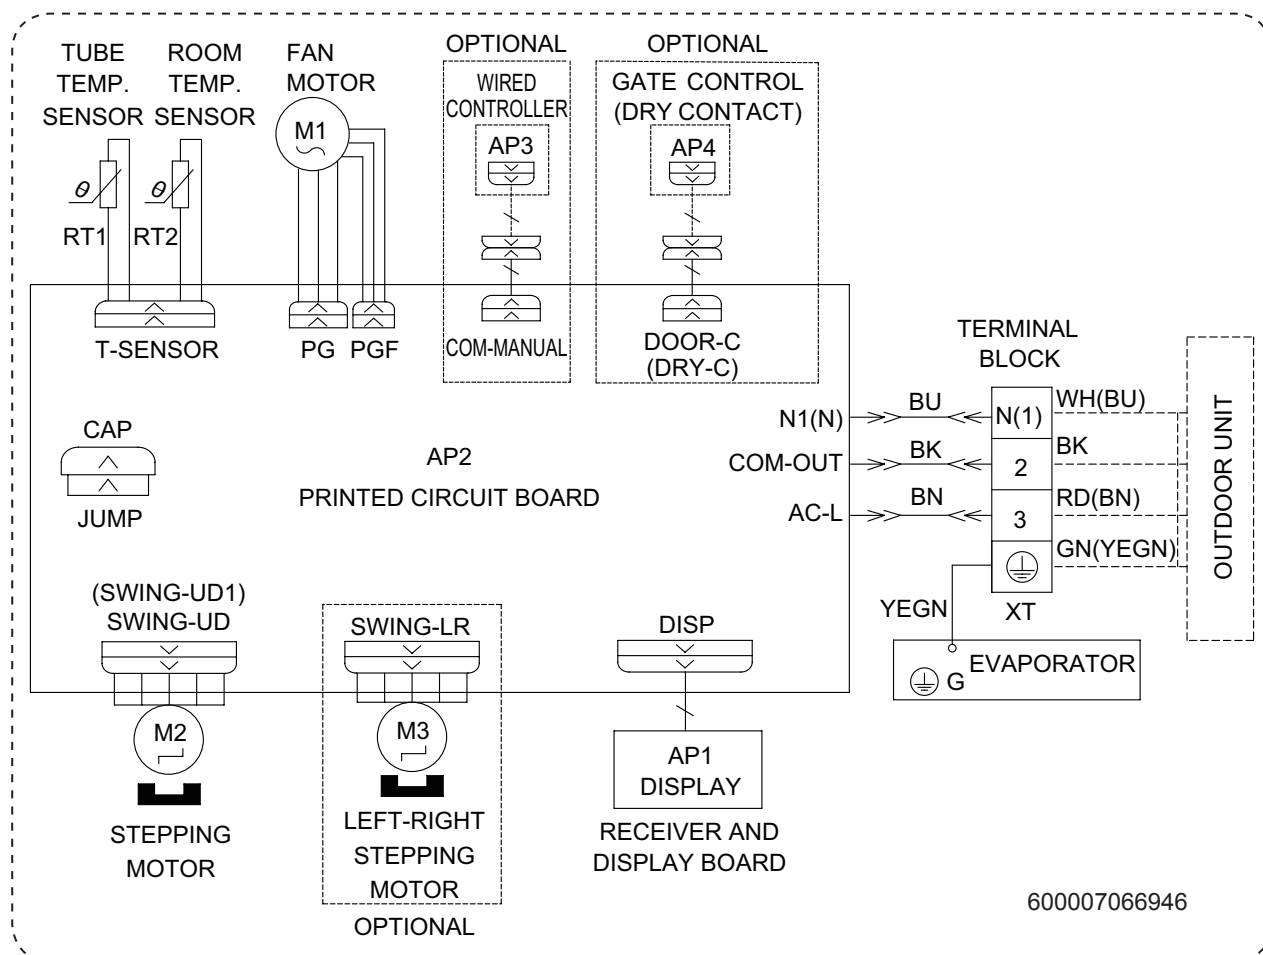 TUBE
TEMP.
SENSOR
ROOM
TEMP.
SENSOR
FAN
MOTOR
OPTIONAL
WIRED
CONTROLLER
AP3
OPTIONAL
GATE CONTROL
(DRY CONTACT)
AP4
M1
θ
θ
RT1
RT2
T-SENSOR
PG
PGF
COM-MANUAL
DOOR-C
(DRY-C)
TERMINAL
BLOCK
CAP
JUMP
AP2
PRINTED CIRCUIT BOARD
N1(N)
BU
N(1)
WH(BU)
COM-OUT
BK
2
BK
AC-L
BN
3
RD(BN)
GN(YEGN)
OUTDOOR UNIT
YEGN
XT
EVAPORATOR
G
(SWING-UD1)
SWING-UD
M2
STEPPING
MOTOR
SWING-LR
M3
LEFT-RIGHT
STEPPING
MOTOR
OPTIONAL
DISP
AP1
DISPLAY
RECEIVER AND
DISPLAY BOARD
600007066946